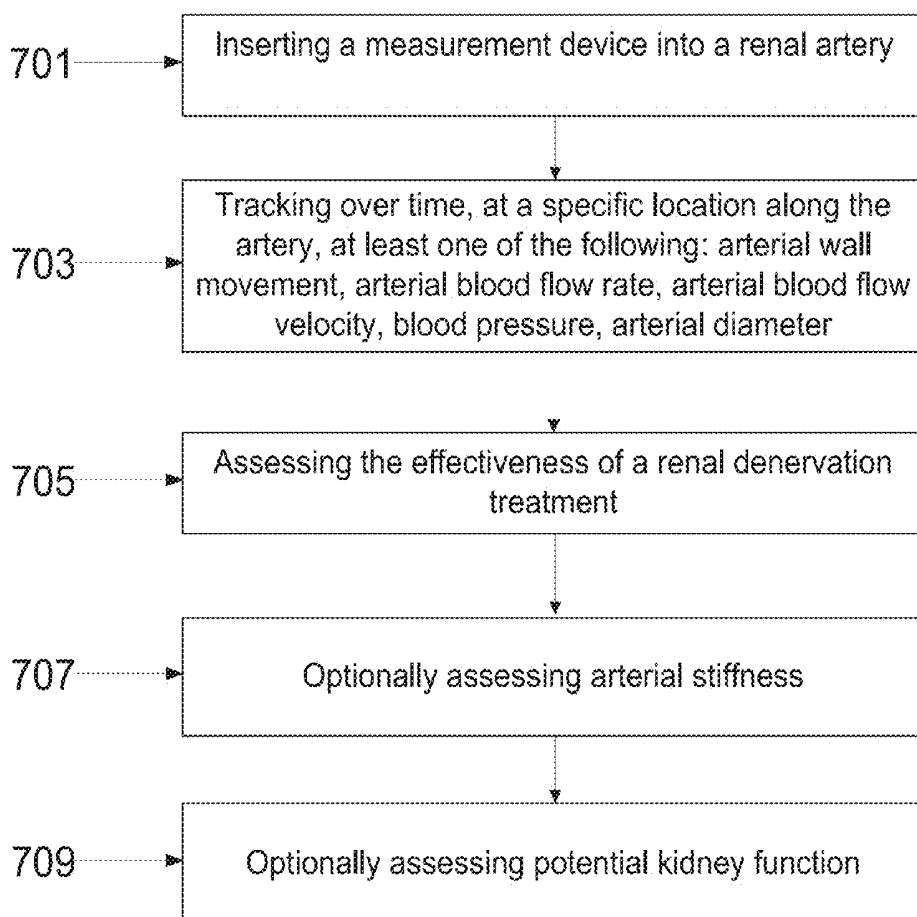 701
Inserting a measurement device into a renal artery
703
Tracking over time, at a specific location along the
artery, at least one of the following: arterial wall
movement, arterial blood flow rate, arterial blood flow
velocity, blood pressure, arterial diameter
705
Assessing the effectiveness of a renal denervation
treatment
707
Optionally assessing arterial stiffness
709
Optionally assessing potential kidney function